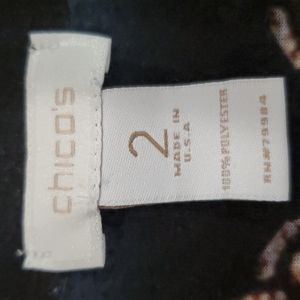 chico's
2
MADE IN
U.S.A
100% POLYESTER
RN#79984